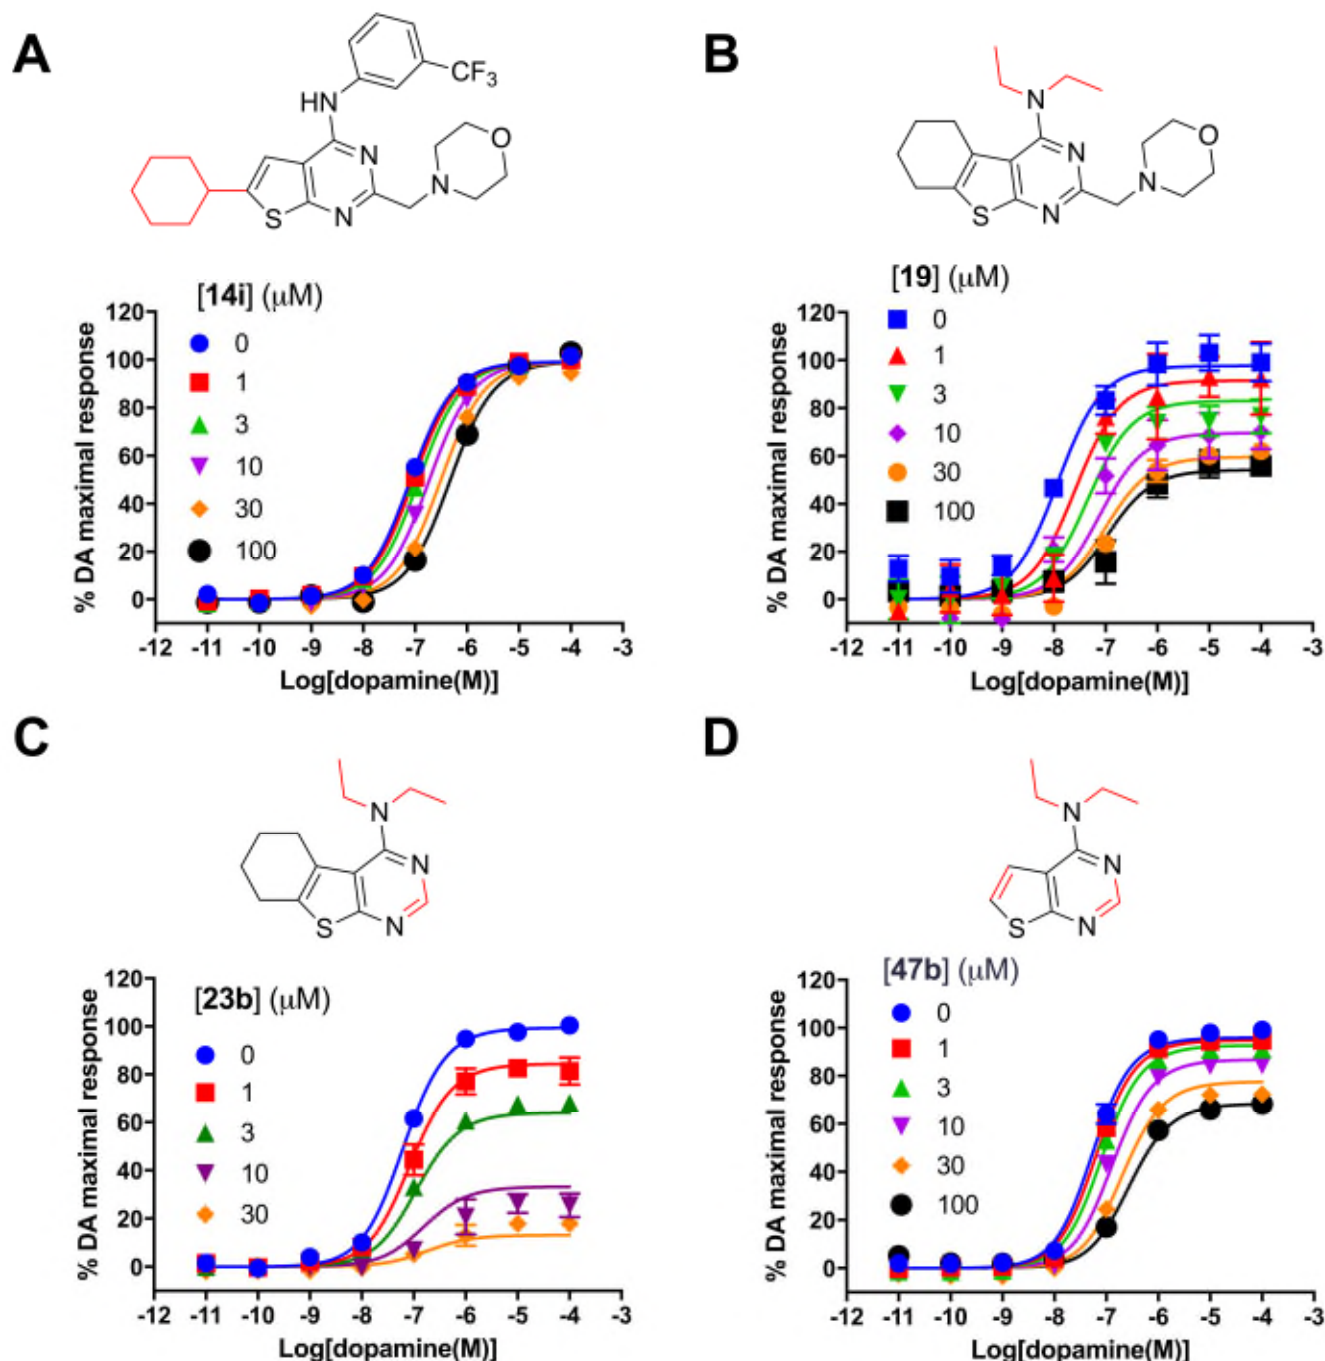 A
HN
CF3
N
N
N
O
S
[14i] (μM)
0
1
3
10
30
100
% DA maximal response
120
100
80
60
40
20
0
-12 -11 -10 -9 -8 -7 -6 -5 -4 -3
Log[dopamine(M)]
B
N
N
N
N
O
S
[19] (μM)
0
1
3
10
30
100
% DA maximal response
120
100
80
60
40
20
0
-12 -11 -10 -9 -8 -7 -6 -5 -4 -3
Log[dopamine(M)]
C
N
N
N
S
[23b] (μM)
0
1
3
10
30
% DA maximal response
120
100
80
60
40
20
0
-12 -11 -10 -9 -8 -7 -6 -5 -4 -3
Log[dopamine(M)]
D
N
N
N
S
[47b] (μM)
0
1
3
10
30
100
% DA maximal response
120
100
80
60
40
20
0
-12 -11 -10 -9 -8 -7 -6 -5 -4 -3
Log[dopamine(M)]